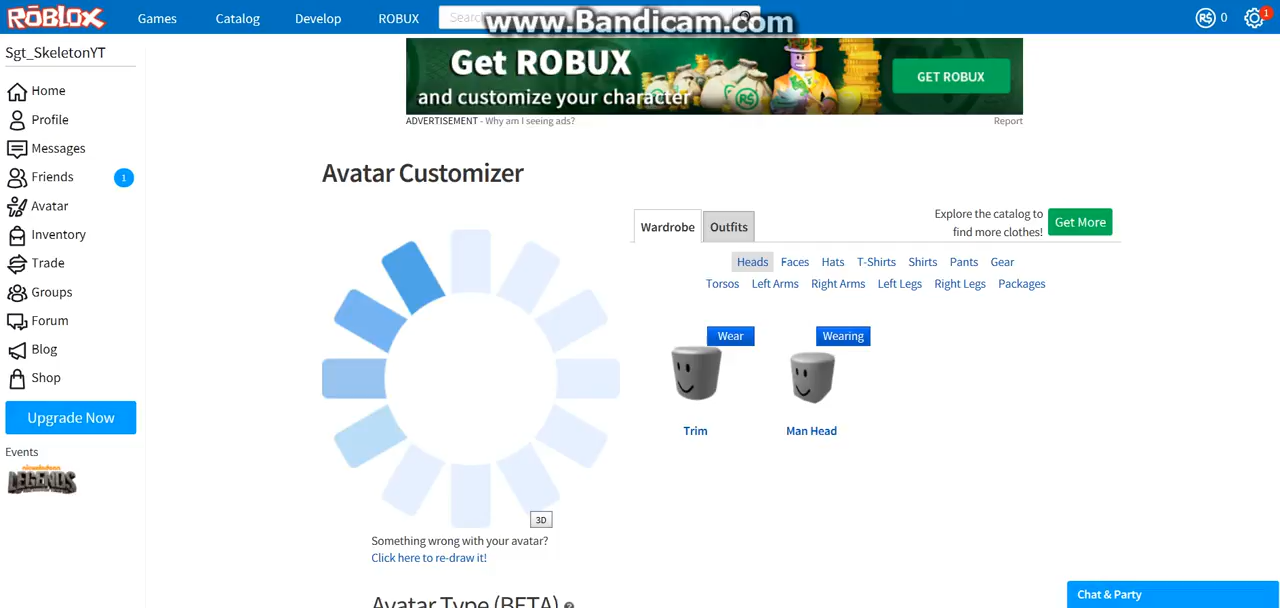 ROBLOX Games Catalog Develop ROBUX Search www.Bandicam.com R$ 0 1
Sgt_SkeletonYT
Home
Profile
Messages
Friends 1
Avatar
Inventory
Trade
Groups
Forum
Blog
Shop
Upgrade Now
Events
nickelodeon
LEGENDS
Get ROBUX
and customize your character
R$
GET ROBUX
ADVERTISEMENT - Why am I seeing ads? Report
Avatar Customizer
Wardrobe Outfits
Explore the catalog to
find more clothes!
Get More
Heads Faces Hats T-Shirts Shirts Pants Gear
Torsos Left Arms Right Arms Left Legs Right Legs Packages
Wear Wearing
Trim Man Head
3D
Something wrong with your avatar?
Click here to re-draw it!
Avatar Type (BETA) ?
Chat & Party